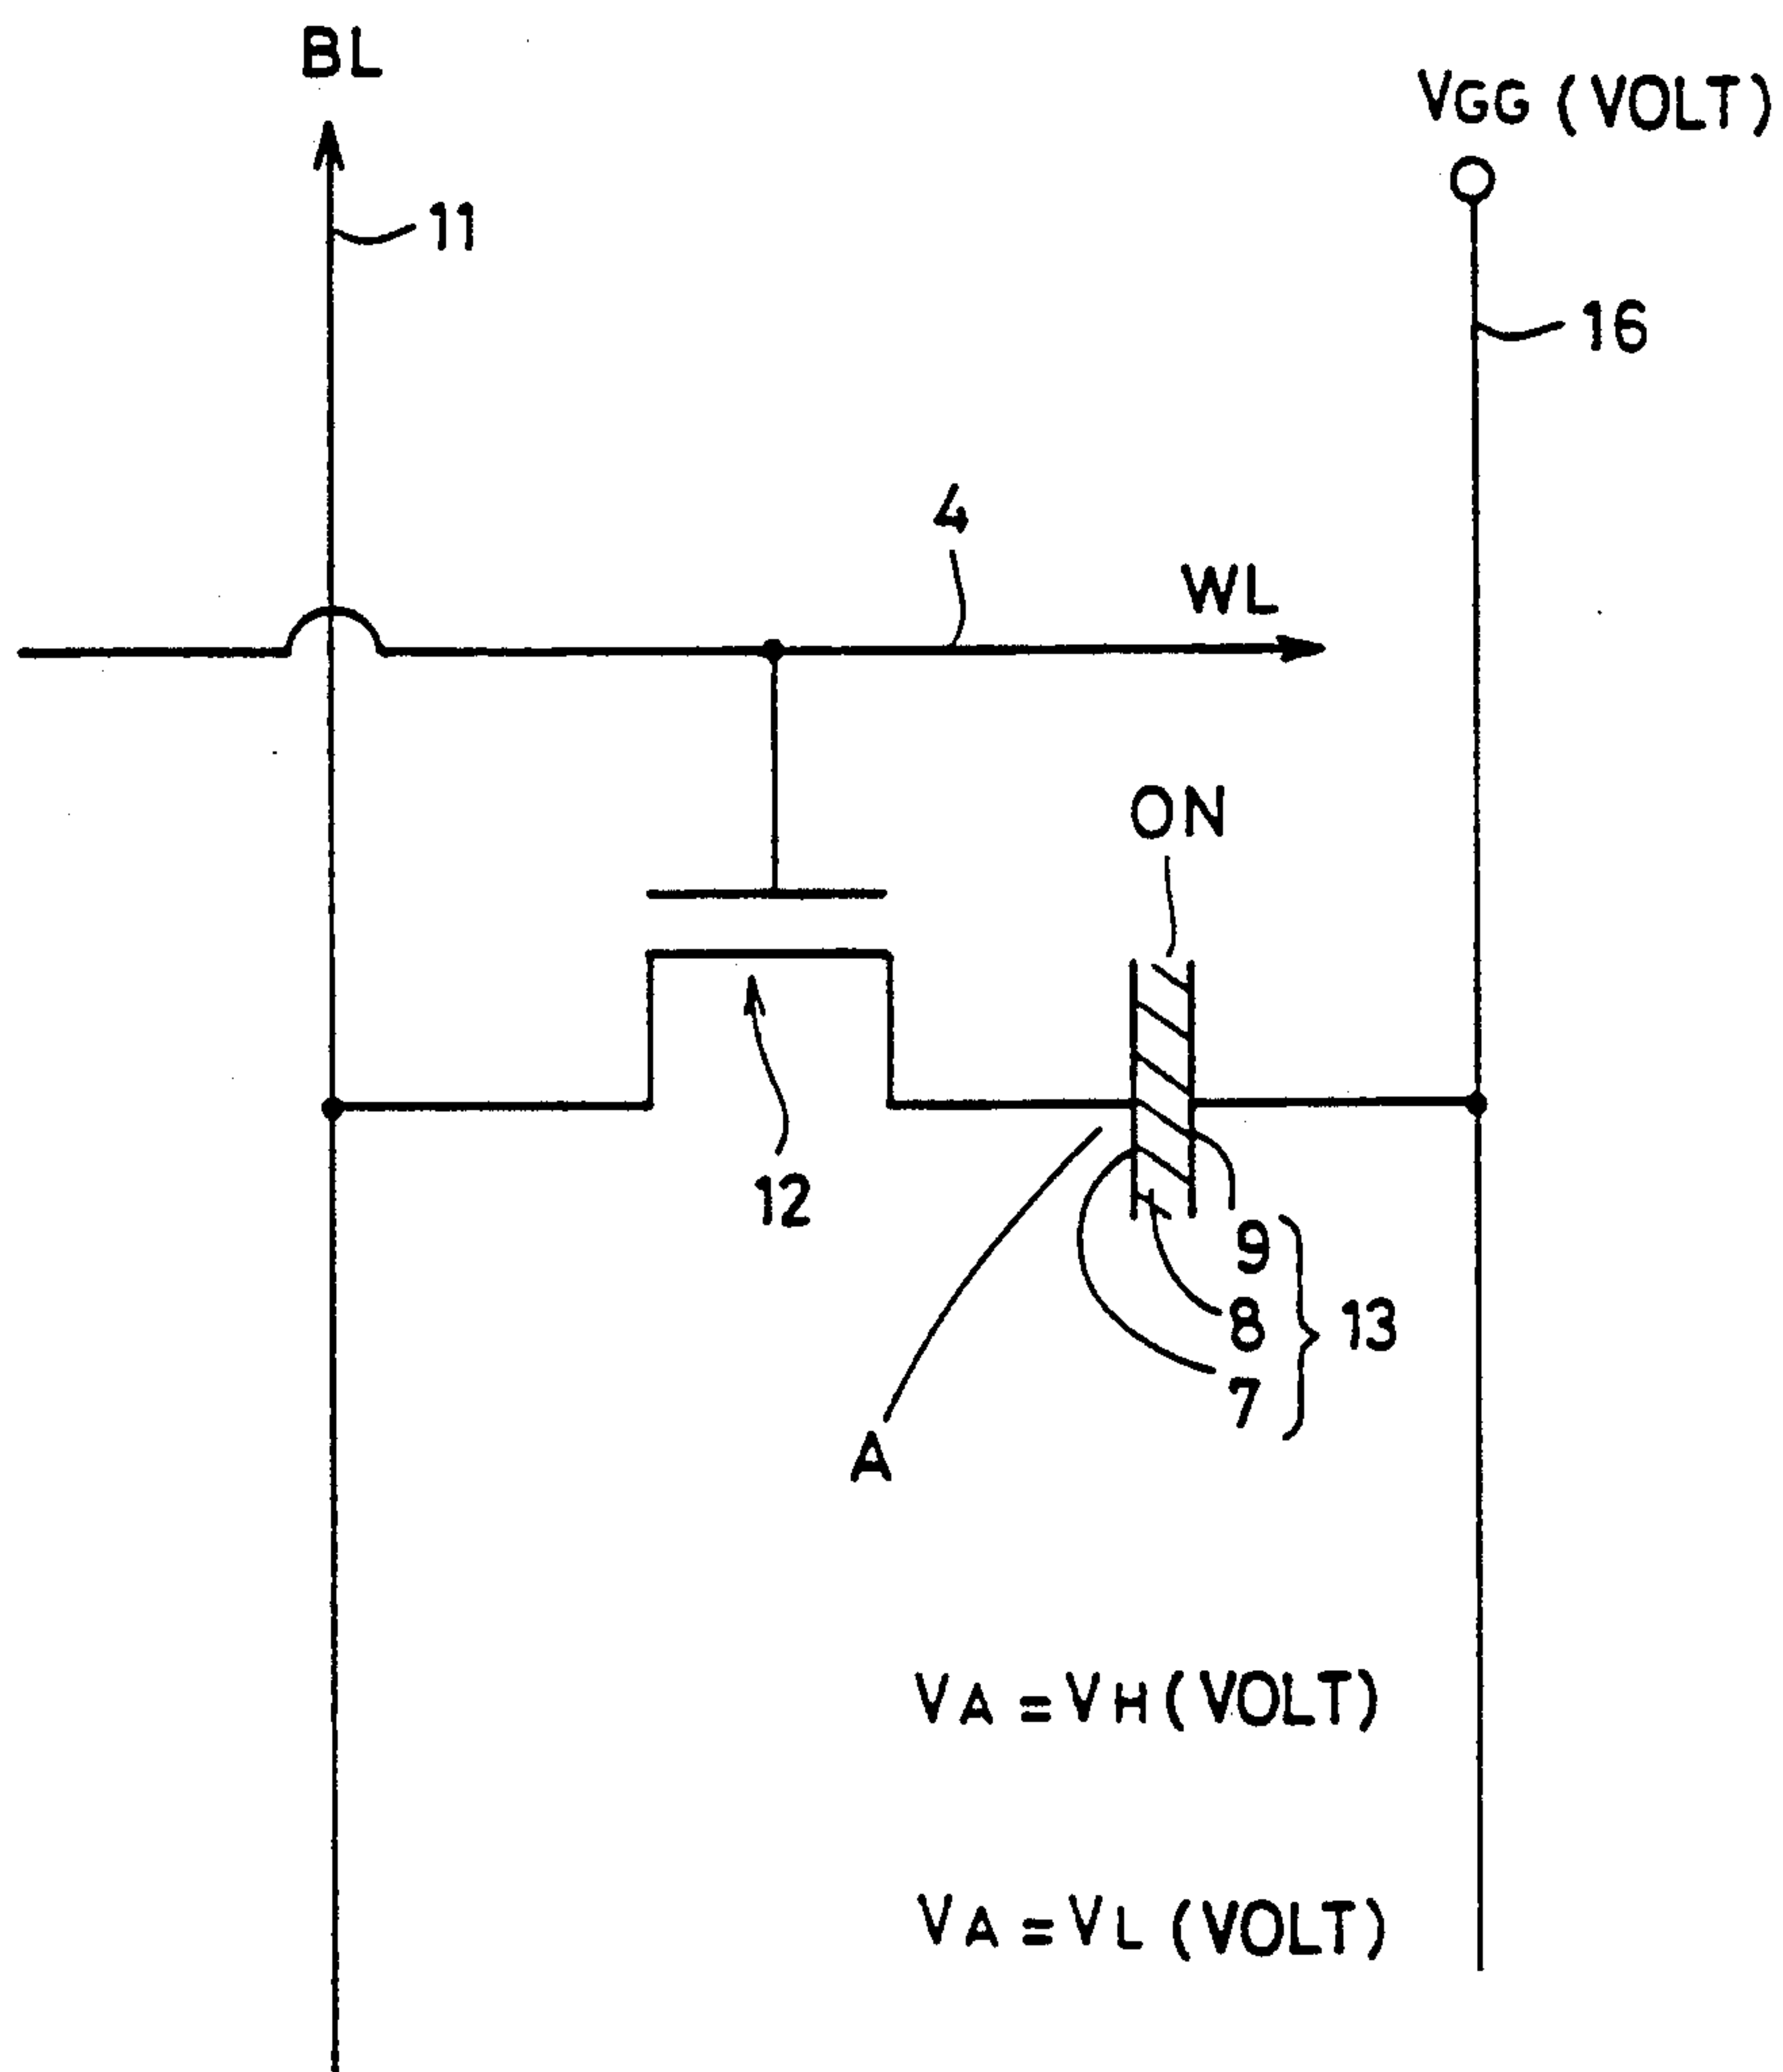 BL
VGG (VOLT)
11
16
4
WL
ON
12
9
8
13
7
A
VA = VH (VOLT)
VA = VL (VOLT)